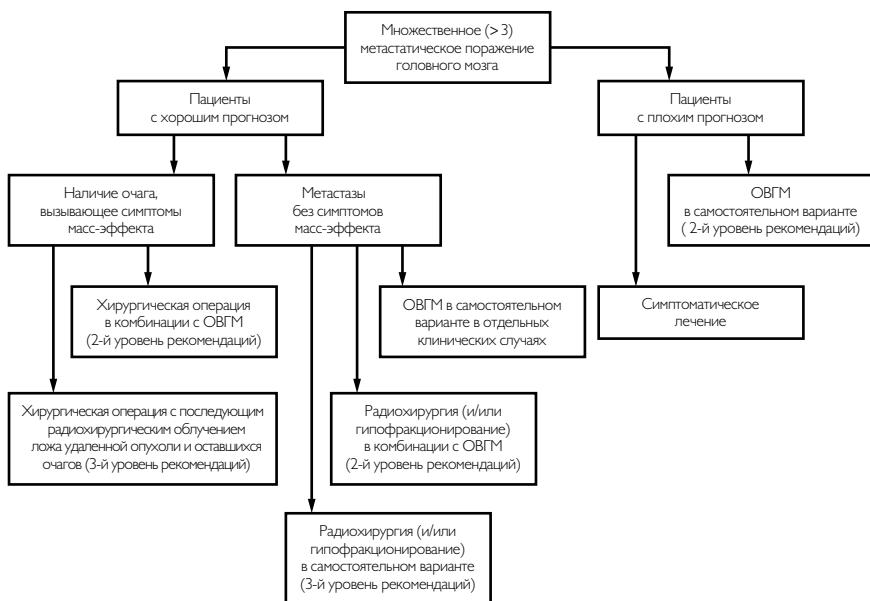 Множественное (> 3)
метастатическое поражение
головного мозга
Пациенты
с хорошим прогнозом
Пациенты
с плохим прогнозом
Наличие очага,
вызывающее симптомы
масс-эффекта
Метастазы
без симптомов
масс-эффекта
ОВГМ
в самостоятельном варианте
( 2-й уровень рекомендаций)
Хирургическая операция
в комбинации с ОВГМ
(2-й уровень рекомендаций)
ОВГМ в самостоятельном
варианте в отдельных
клинических случаях
Симптоматическое
лечение
Хирургическая операция с последующим
радиохирургическим облучением
ложа удаленной опухоли и оставшихся
очагов (3-й уровень рекомендаций)
Радиохирургия (и/или
гипофракционирование)
в комбинации с ОВГМ
(2-й уровень рекомендаций)
Радиохирургия (и/или
гипофракционирование)
в самостоятельном варианте
(3-й уровень рекомендаций)